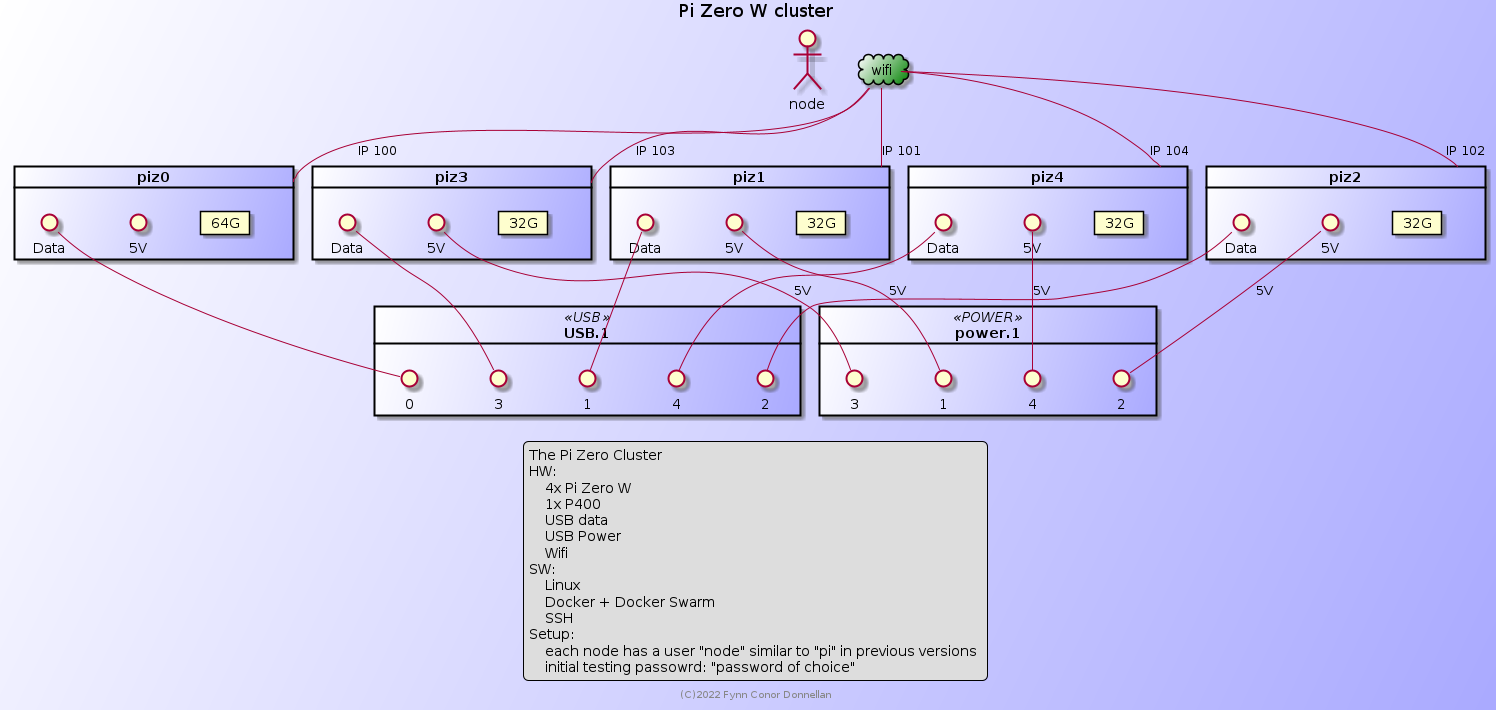 Pi Zero W cluster
wifi
node
IP 100
IP 103
IP 101
IP 104
IP 102
piz0
piz3
piz1
piz4
piz2
64G
32G
32G
32G
32G
Data
5V
Data
5V
Data
5V
Data
5V
Data
5V
5V
5V
5V
5V
«USB»
USB.1
«POWER»
power.1
0
3
1
4
2
3
1
4
2
The Pi Zero Cluster
HW:
4x Pi Zero W
1x P400
USB data
USB Power
Wifi
SW:
Linux
Docker + Docker Swarm
SSH
Setup:
each node has a user "node" similar to "pi" in previous versions
initial testing passowrd: "password of choice"
(C)2022 Fynn Conor Donnellan